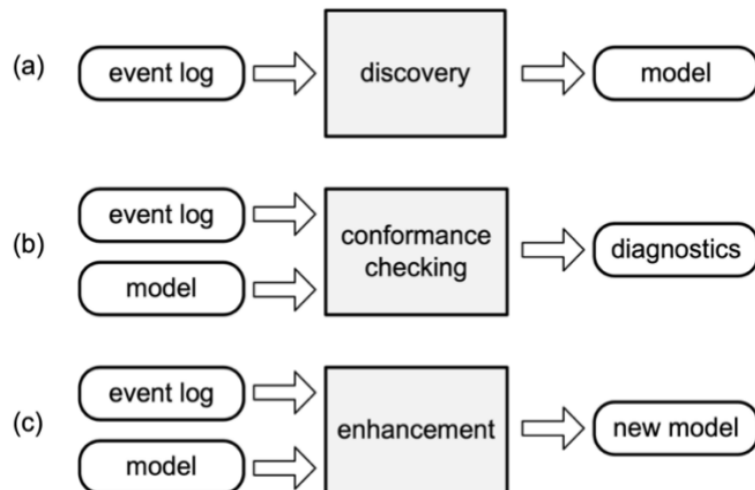 (a)
event log
discovery
model
(b)
event log
model
conformance
checking
diagnostics
(c)
event log
model
enhancement
new model